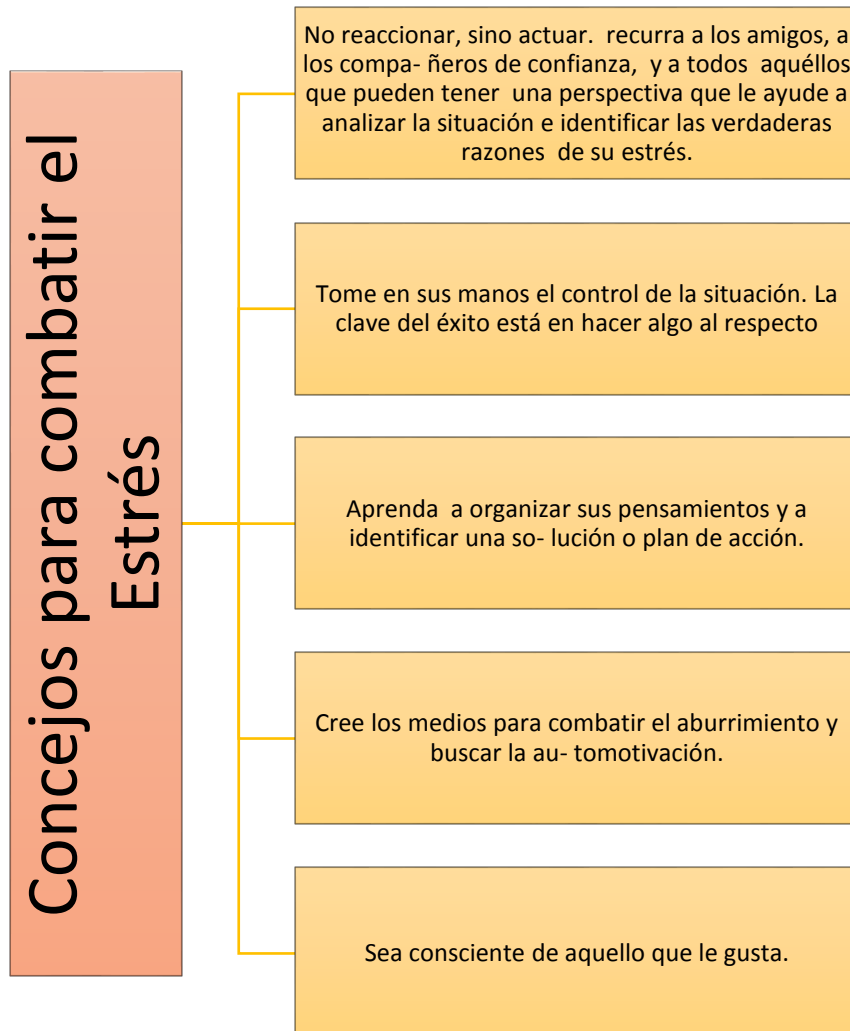 Concejos para combatir el
Estrés
No reaccionar, sino actuar.  recurra a los amigos, a
los compa- ñeros de confianza,  y a todos  aquéllos
que pueden tener  una perspectiva que le ayude a
analizar la situación e identificar las verdaderas
razones  de su estrés.
Tome en sus manos el control de la situación. La
clave del éxito está en hacer algo al respecto
Aprenda  a organizar sus pensamientos y a
identificar una so- lución o plan de acción.
Cree los medios para combatir el aburrimiento y
buscar la au- tomotivación.
Sea consciente de aquello que le gusta.